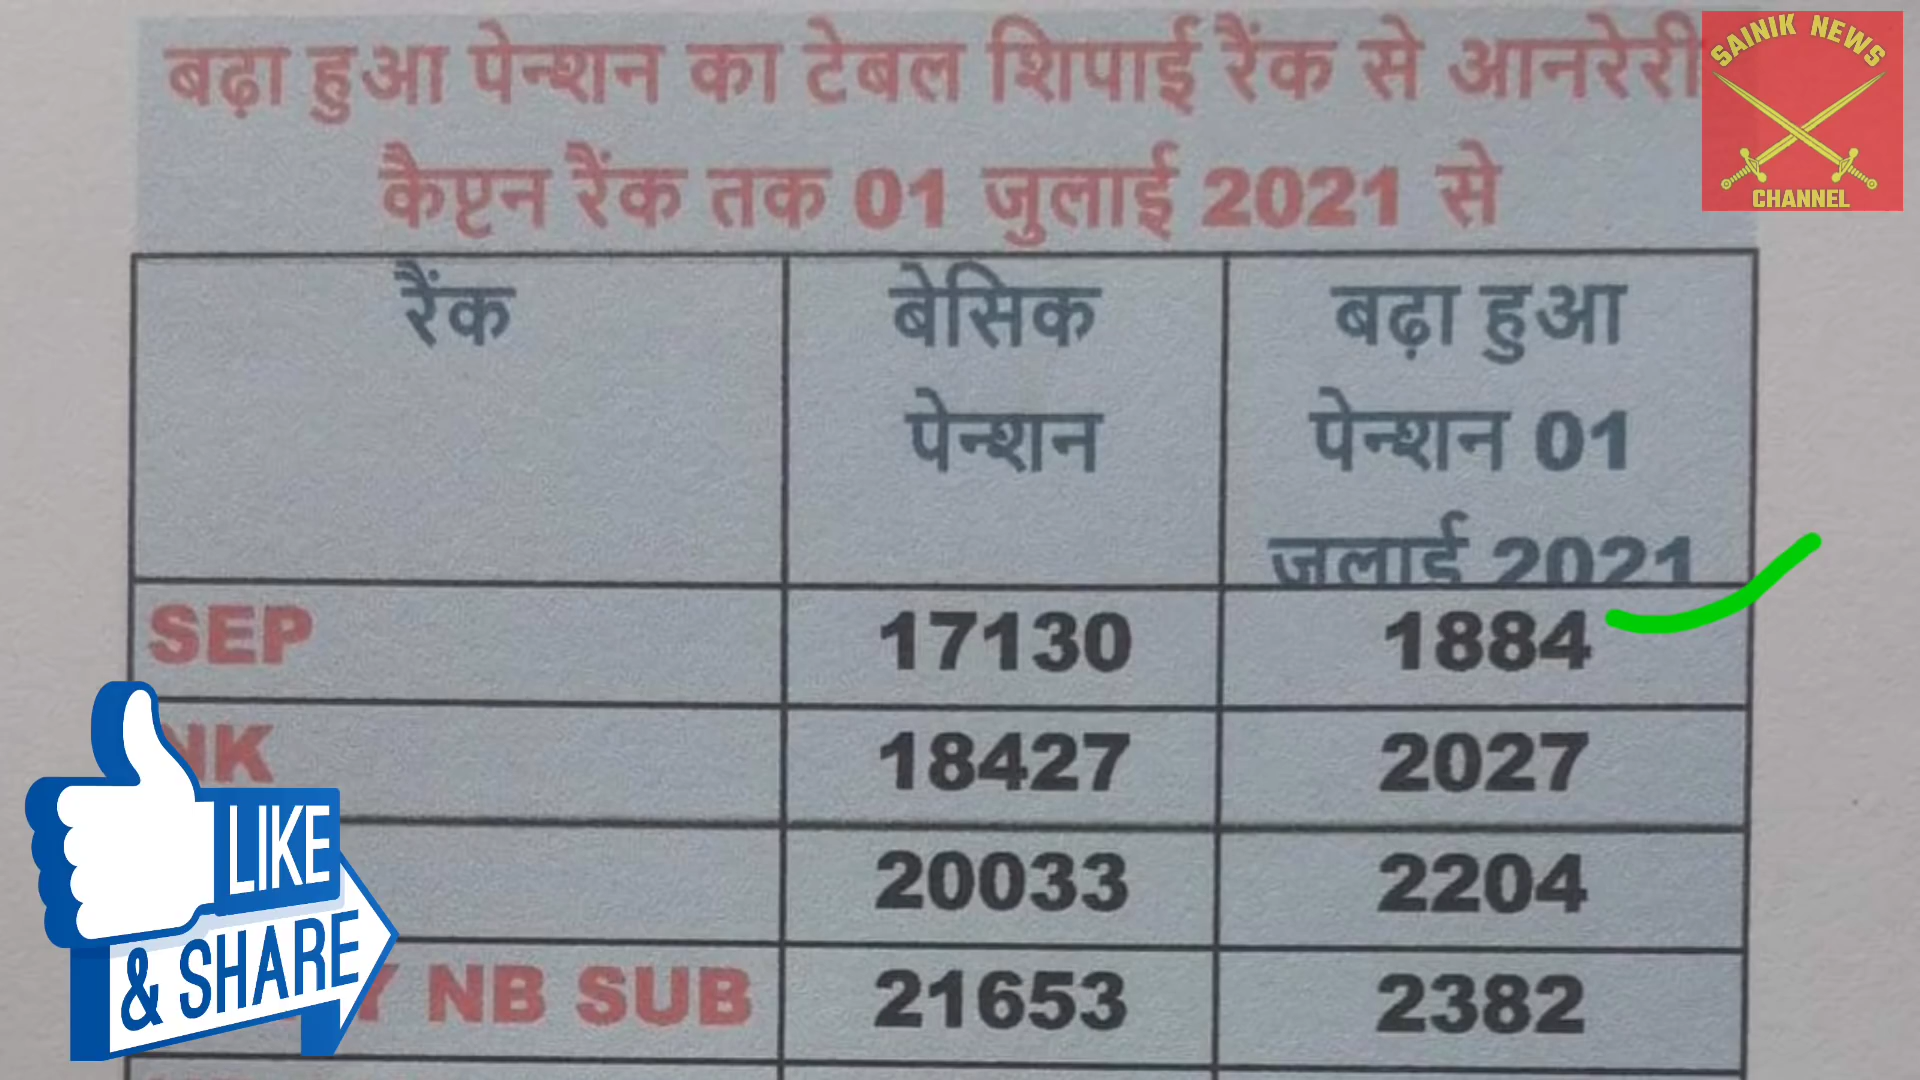 बढ़ा हुआ पेन्शन का टेबल शिपाई रैंक से आनरेरी
कैप्टन रैंक तक 01 जुलाई 2021 से
SAINIK NEWS
CHANNEL
रैंक
बेसिक
पेन्शन
बढ़ा हुआ
पेन्शन 01
जुलाई 2021
SEP 17130 1884
NK 18427 2027
20033 2204
Y NB SUB 21653 2382
LIKE
& SHARE